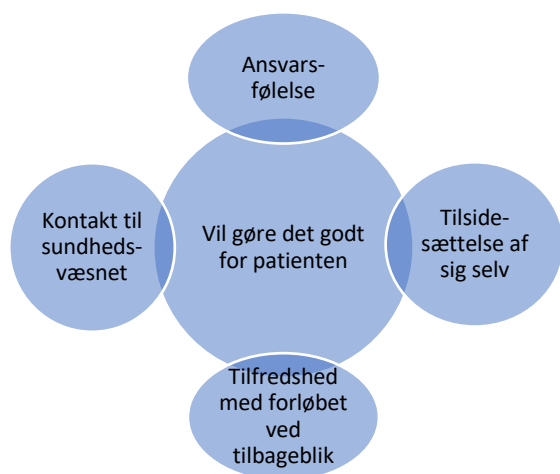 Ansvars-
følelse
Kontakt til
sundheds-
væsnet
Vil gøre det godt
for patienten
Tilside-
sættelse af
sig selv
Tilfredshed
med forløbet
ved
tilbageblik